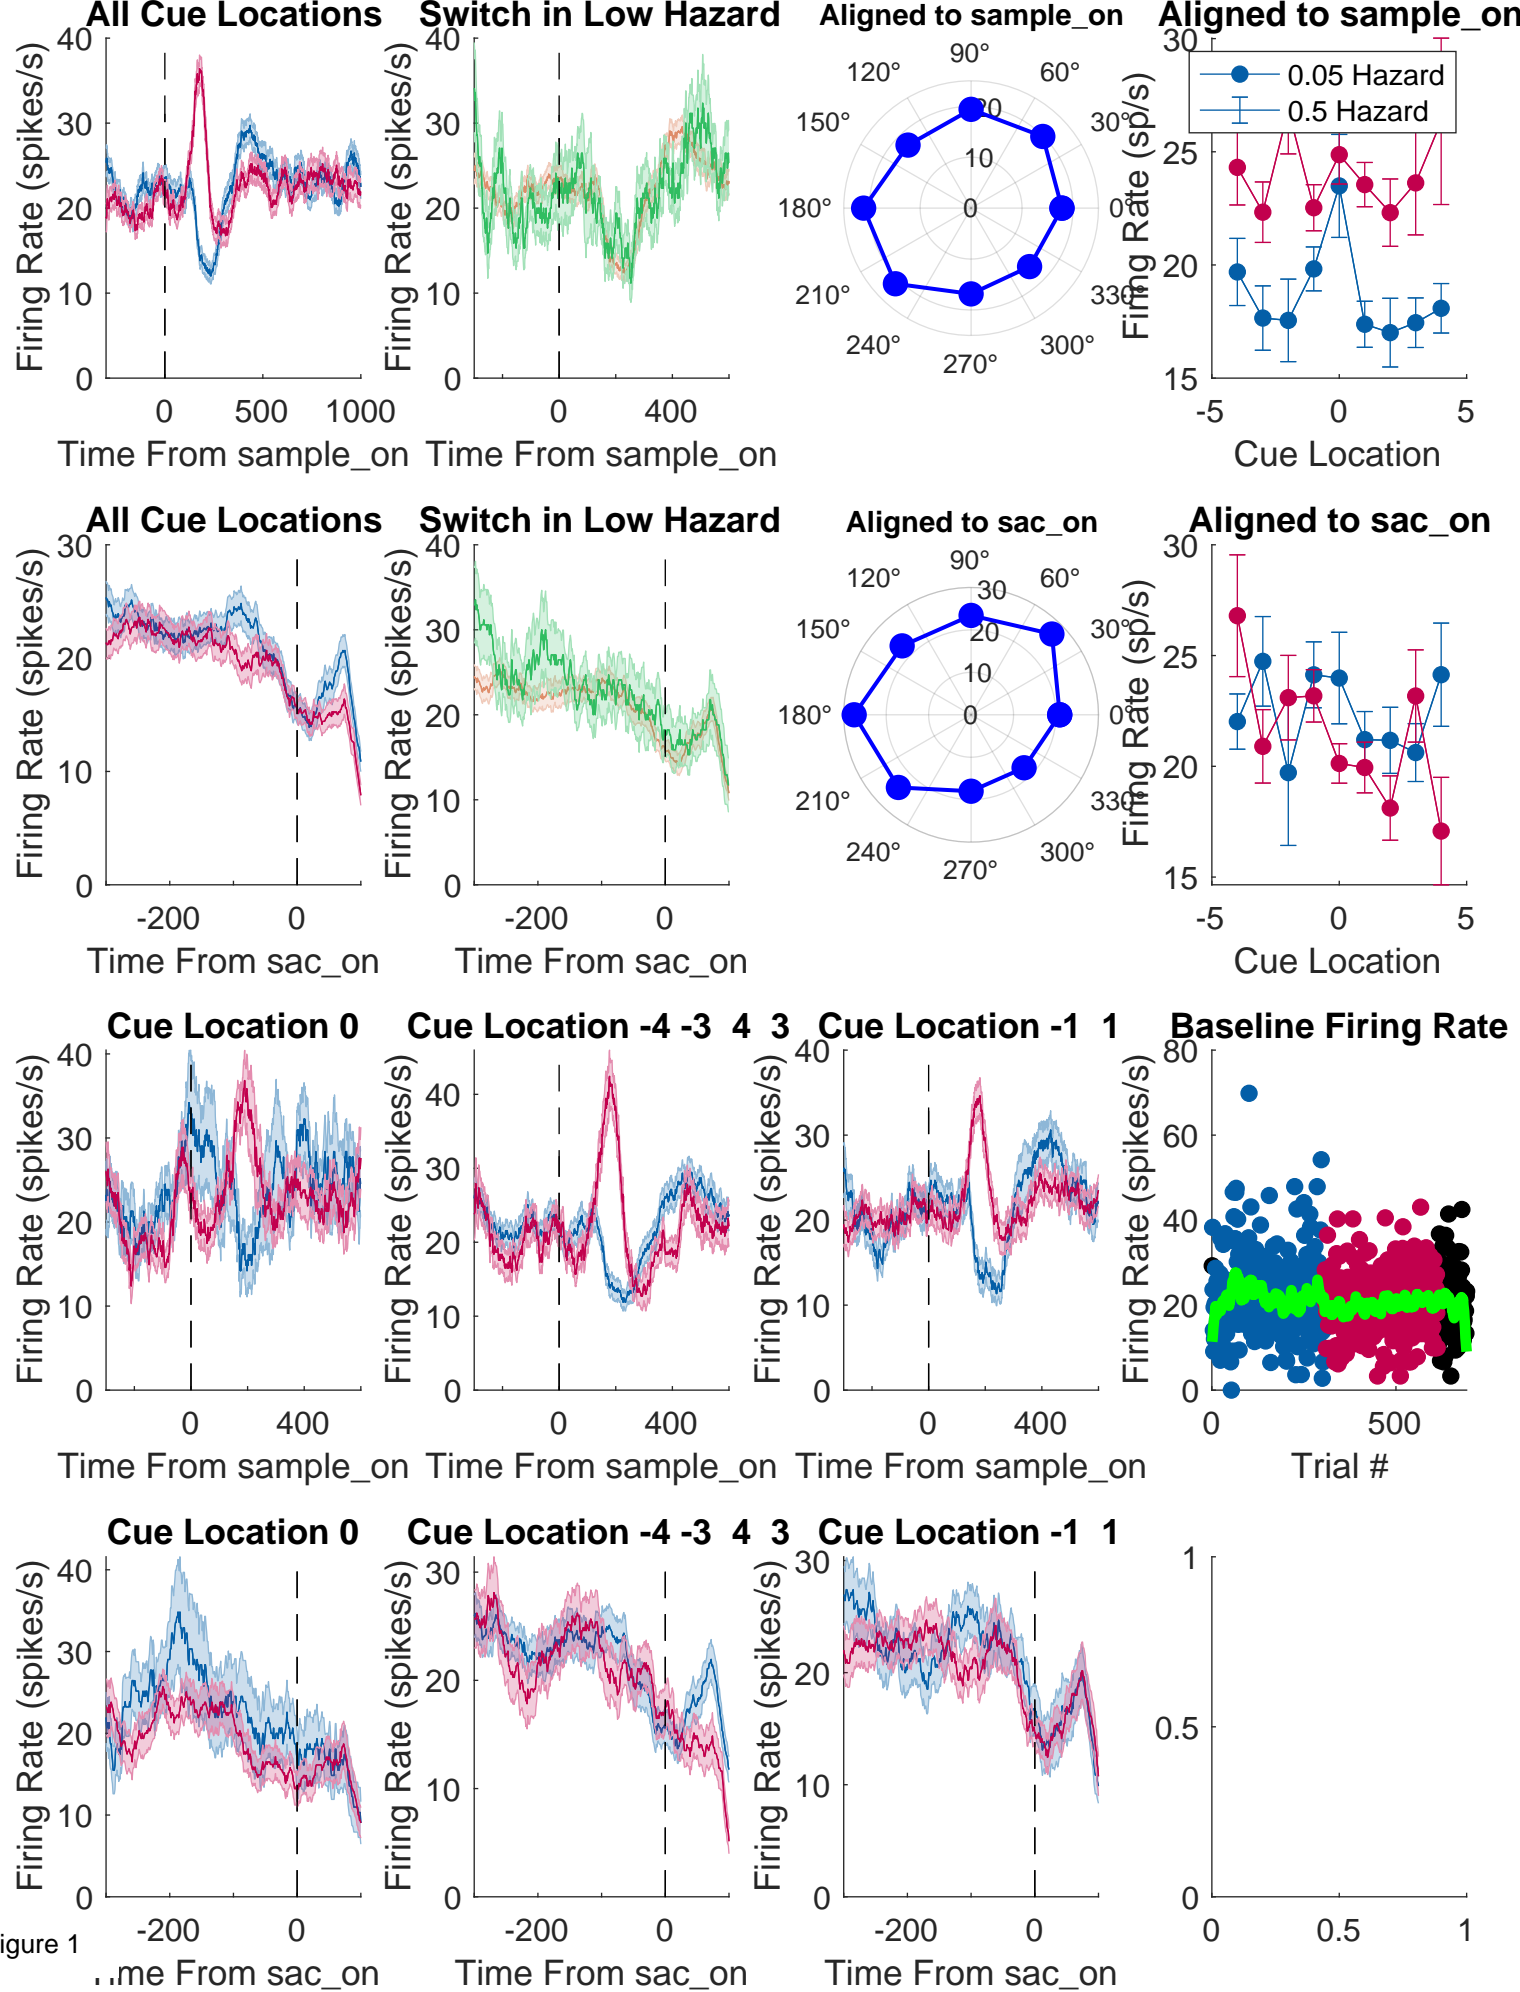 All Cue Locations
Firing Rate (spikes/s)
40
30
20
10
0
0 500 1000
Time From sample_on
Switch in Low Hazard
Firing Rate (spikes/s)
40
30
20
10
0
0 400
Time From sample_on
Aligned to sample_on
90°
120° 60°
150° 30°
180° 0°
210° 330°
240° 300°
270°
20
10
0
Aligned to sample_on
Firing Rate (sp/s)
30
25
20
15
0.05 Hazard
0.5 Hazard
-5 0 5
Cue Location
All Cue Locations
Firing Rate (spikes/s)
30
20
10
0
-200 0
Time From sac_on
Switch in Low Hazard
Firing Rate (spikes/s)
40
30
20
10
0
-200 0
Time From sac_on
Aligned to sac_on
90°
120° 60°
150° 30°
180° 0°
210° 330°
240° 300°
270°
30
20
10
0
Aligned to sac_on
Firing Rate (sp/s)
30
25
20
15
-5 0 5
Cue Location
Cue Location 0
Firing Rate (spikes/s)
40
30
20
10
0
0 400
Time From sample_on
Cue Location -4 -3 4 3
Firing Rate (spikes/s)
40
30
20
10
0
0 400
Time From sample_on
Cue Location -1 1
Firing Rate (spikes/s)
40
30
20
10
0
0 400
Time From sample_on
Baseline Firing Rate
Firing Rate (spikes/s)
80
60
40
20
0
0 500
Trial #
Cue Location 0
Firing Rate (spikes/s)
40
30
20
10
0
-200 0
Time From sac_on
Cue Location -4 -3 4 3
Firing Rate (spikes/s)
30
20
10
0
-200 0
Time From sac_on
Cue Location -1 1
Firing Rate (spikes/s)
30
20
10
0
-200 0
Time From sac_on
1
0.5
0
0 0.5 1
igure 1